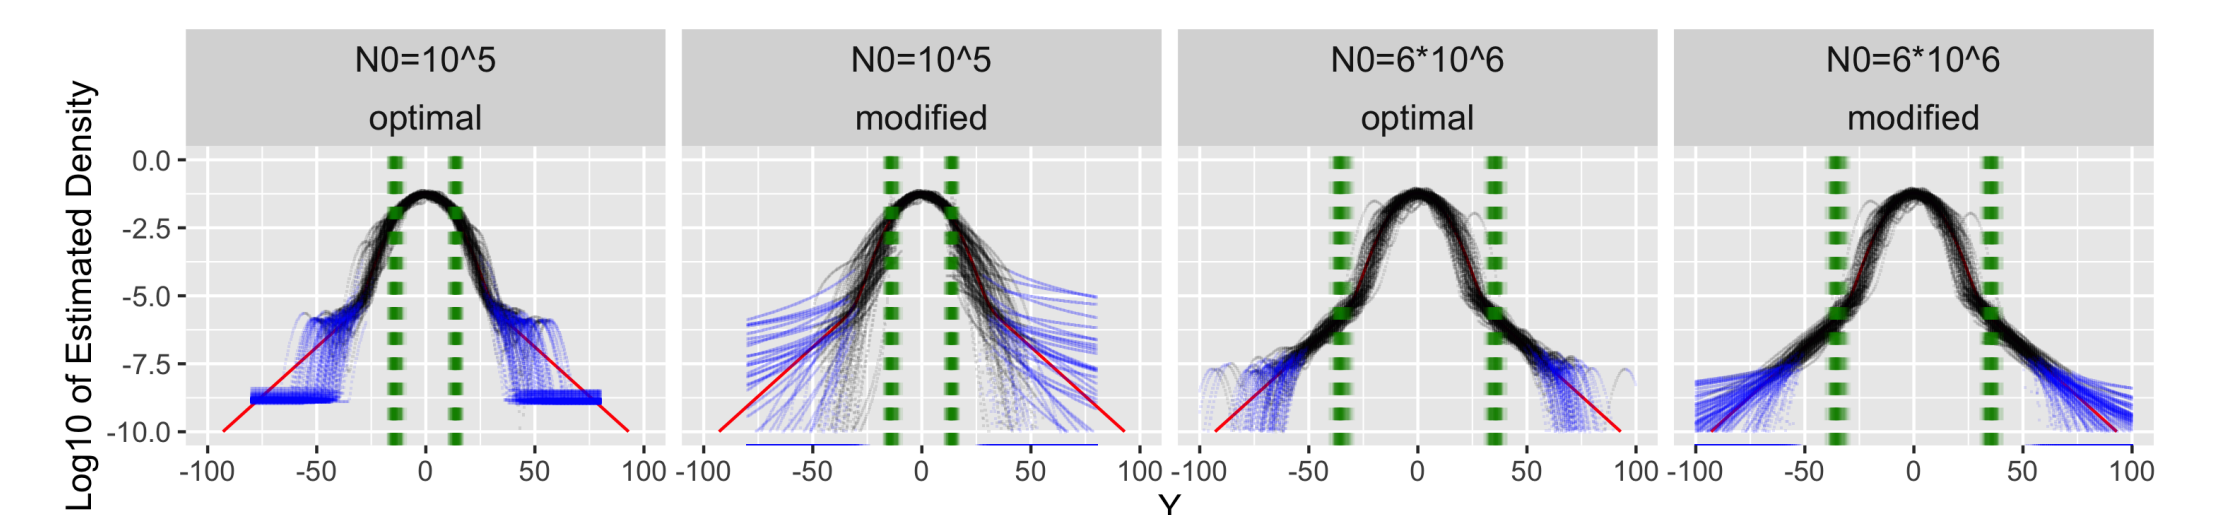 N0=10^5 N0=10^5 N0=6*10^6 N0=6*10^6
optimal modified optimal modified
Log10 of Estimated Density
0.0
-2.5
-5.0
-7.5
-10.0
-100 -50 0 50 100 -100 -50 0 50 100 -100 -50 0 50 100 -100 -50 0 50 100
Y